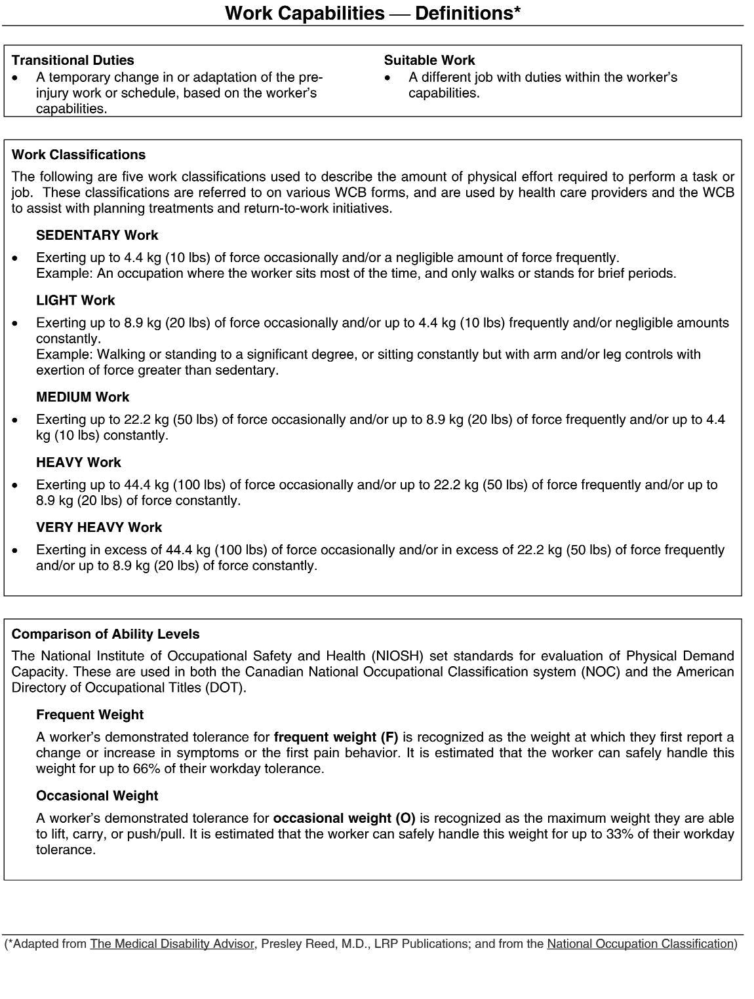 Work Capabilities — Definitions*
Transitional Duties
• A temporary change in or adaptation of the pre-
injury work or schedule, based on the worker's
capabilities.
Suitable Work
• A different job with duties within the worker's
capabilities.
Work Classifications
The following are five work classifications used to describe the amount of physical effort required to perform a task or
job. These classifications are referred to on various WCB forms, and are used by health care providers and the WCB
to assist with planning treatments and return-to-work initiatives.
SEDENTARY Work
• Exerting up to 4.4 kg (10 lbs) of force occasionally and/or a negligible amount of force frequently.
Example: An occupation where the worker sits most of the time, and only walks or stands for brief periods.
LIGHT Work
• Exerting up to 8.9 kg (20 lbs) of force occasionally and/or up to 4.4 kg (10 lbs) frequently and/or negligible amounts
constantly.
Example: Walking or standing to a significant degree, or sitting constantly but with arm and/or leg controls with
exertion of force greater than sedentary.
MEDIUM Work
• Exerting up to 22.2 kg (50 lbs) of force occasionally and/or up to 8.9 kg (20 lbs) of force frequently and/or up to 4.4
kg (10 lbs) constantly.
HEAVY Work
• Exerting up to 44.4 kg (100 lbs) of force occasionally and/or up to 22.2 kg (50 lbs) of force frequently and/or up to
8.9 kg (20 lbs) of force constantly.
VERY HEAVY Work
• Exerting in excess of 44.4 kg (100 lbs) of force occasionally and/or in excess of 22.2 kg (50 lbs) of force frequently
and/or up to 8.9 kg (20 lbs) of force constantly.
Comparison of Ability Levels
The National Institute of Occupational Safety and Health (NIOSH) set standards for evaluation of Physical Demand
Capacity. These are used in both the Canadian National Occupational Classification system (NOC) and the American
Directory of Occupational Titles (DOT).
Frequent Weight
A worker's demonstrated tolerance for frequent weight (F) is recognized as the weight at which they first report a
change or increase in symptoms or the first pain behavior. It is estimated that the worker can safely handle this
weight for up to 66% of their workday tolerance.
Occasional Weight
A worker's demonstrated tolerance for occasional weight (O) is recognized as the maximum weight they are able
to lift, carry, or push/pull. It is estimated that the worker can safely handle this weight for up to 33% of their workday
tolerance.
(*Adapted from The Medical Disability Advisor, Presley Reed, M.D., LRP Publications; and from the National Occupation Classification)